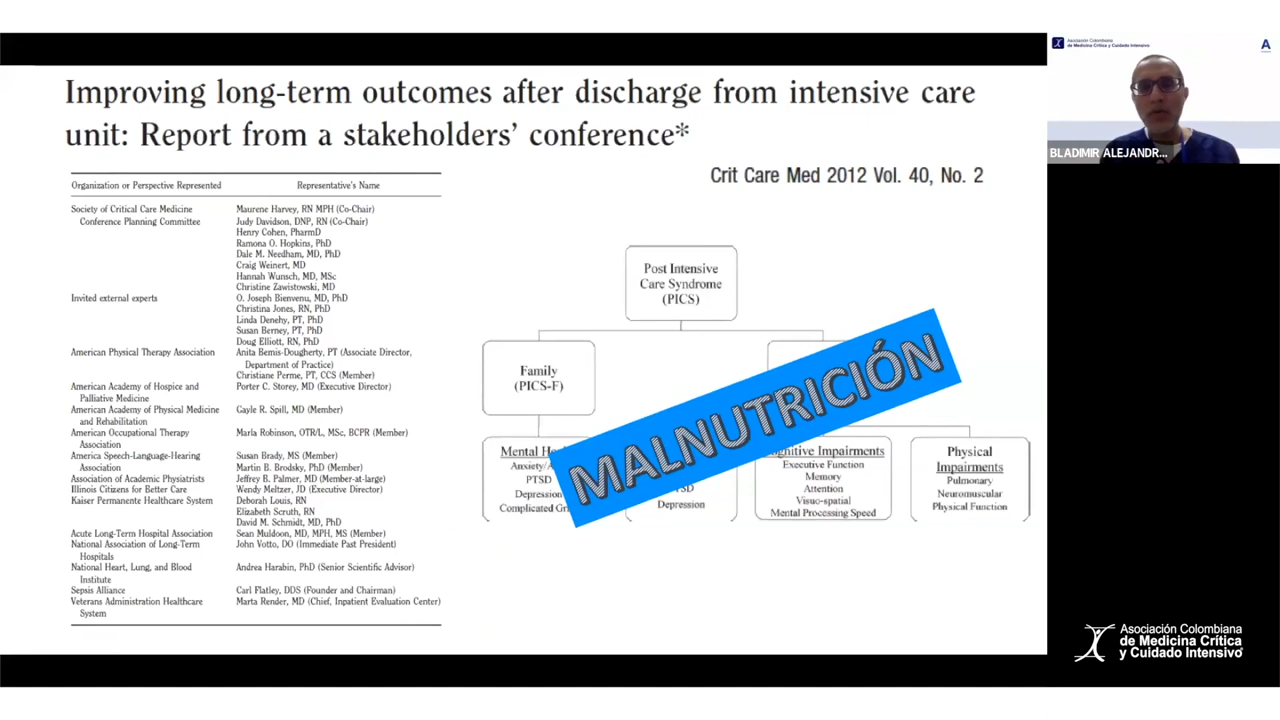 Improving long-term outcomes after discharge from intensive care
unit: Report from a stakeholders' conference*
Crit Care Med 2012 Vol. 40, No. 2
Organization or Perspective Represented Representative's Name
Society of Critical Care Medicine Maurene Harvey, RN MPH (Co-Chair)
Conference Planning Committee Judy Davidson, DNP, RN (Co-Chair)
Henry Cohen, PharmD
Ramona O. Hopkins, PhD
Dale M. Needham, MD, PhD
Craig Weinert, MD
Hannah Wunsch, MD, MSc
Christine Zawistowski, MD
Invited external experts O. Joseph Bienvenu, MD, PhD
Christina Jones, RN, PhD
Linda Denehy, PT, PhD
Susan Berney, PT, PhD
Doug Elliott, RN, PhD
American Physical Therapy Association Anita Bemis-Dougherty, PT (Associate Director,
Department of Practice)
Christiane Perme, PT, CCS (Member)
American Academy of Hospice and Porter C. Storey, MD (Executive Director)
Palliative Medicine
American Academy of Physical Medicine Gayle R. Spill, MD (Member)
and Rehabilitation
American Occupational Therapy Marla Robinson, OTR/L, MSc, BCPR (Member)
Association
America Speech-Language-Hearing Susan Brady, MS (Member)
Association Martin B. Brodsky, PhD (Member)
Association of Academic Physiatrists Jeffrey B. Palmer, MD (Member-at-large)
Illinois Citizens for Better Care Wendy Meltzer, JD (Executive Director)
Kaiser Permanente Healthcare System Deborah Louis, RN
Elizabeth Scruth, RN
David M. Schmidt, MD, PhD
Acute Long-Term Hospital Association Sean Muldoon, MD, MPH, MS (Member)
National Association of Long-Term John Votto, DO (Immediate Past President)
Hospitals
National Heart, Lung, and Blood Andrea Harabin, PhD (Senior Scientific Advisor)
Institute
Sepsis Alliance Carl Flatley, DDS (Founder and Chairman)
Veterans Administration Healthcare Marta Render, MD (Chief, Inpatient Evaluation Center)
System
Post Intensive
Care Syndrome
(PICS)
Family
(PICS-F)
MALNUTRICIÓN
Mental
Anxiety/
PTSD
Depression
Complicated
Depression
Impairments
Executive Function
Memory
Attention
Visuo-spatial
Mental Processing Speed
Physical
Impairments
Pulmonary
Neuromuscular
Physical Function
Asociación Colombiana
de Medicina Crítica y Cuidado Intensivo
A
BLADIMIR ALEJANDR...
Asociación Colombiana
de Medicina Crítica
y Cuidado Intensivo